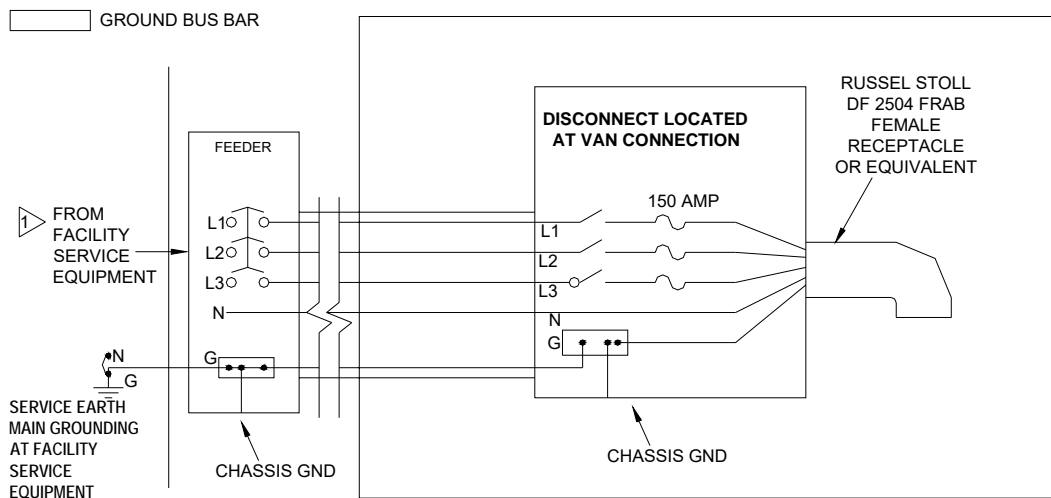 GROUND BUS BAR
RUSSEL STOLL
DF 2504 FRAB
FEMALE
RECEPTACLE
OR EQUIVALENT
DISCONNECT LOCATED
AT VAN CONNECTION
FEEDER
150 AMP
1
FROM
FACILITY
SERVICE
EQUIPMENT
L1
L2
L3
N
G
L1
L2
L3
N
G
N
G
SERVICE EARTH
MAIN GROUNDING
AT FACILITY
SERVICE
EQUIPMENT
CHASSIS GND
CHASSIS GND